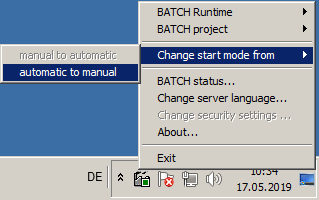 BATCH Runtime
BATCH project
manual to automatic
Change start mode from
automatic to manual
BATCH status...
Change server language...
Change security settings ...
About...
Exit
DE
10:34
17.05.2019